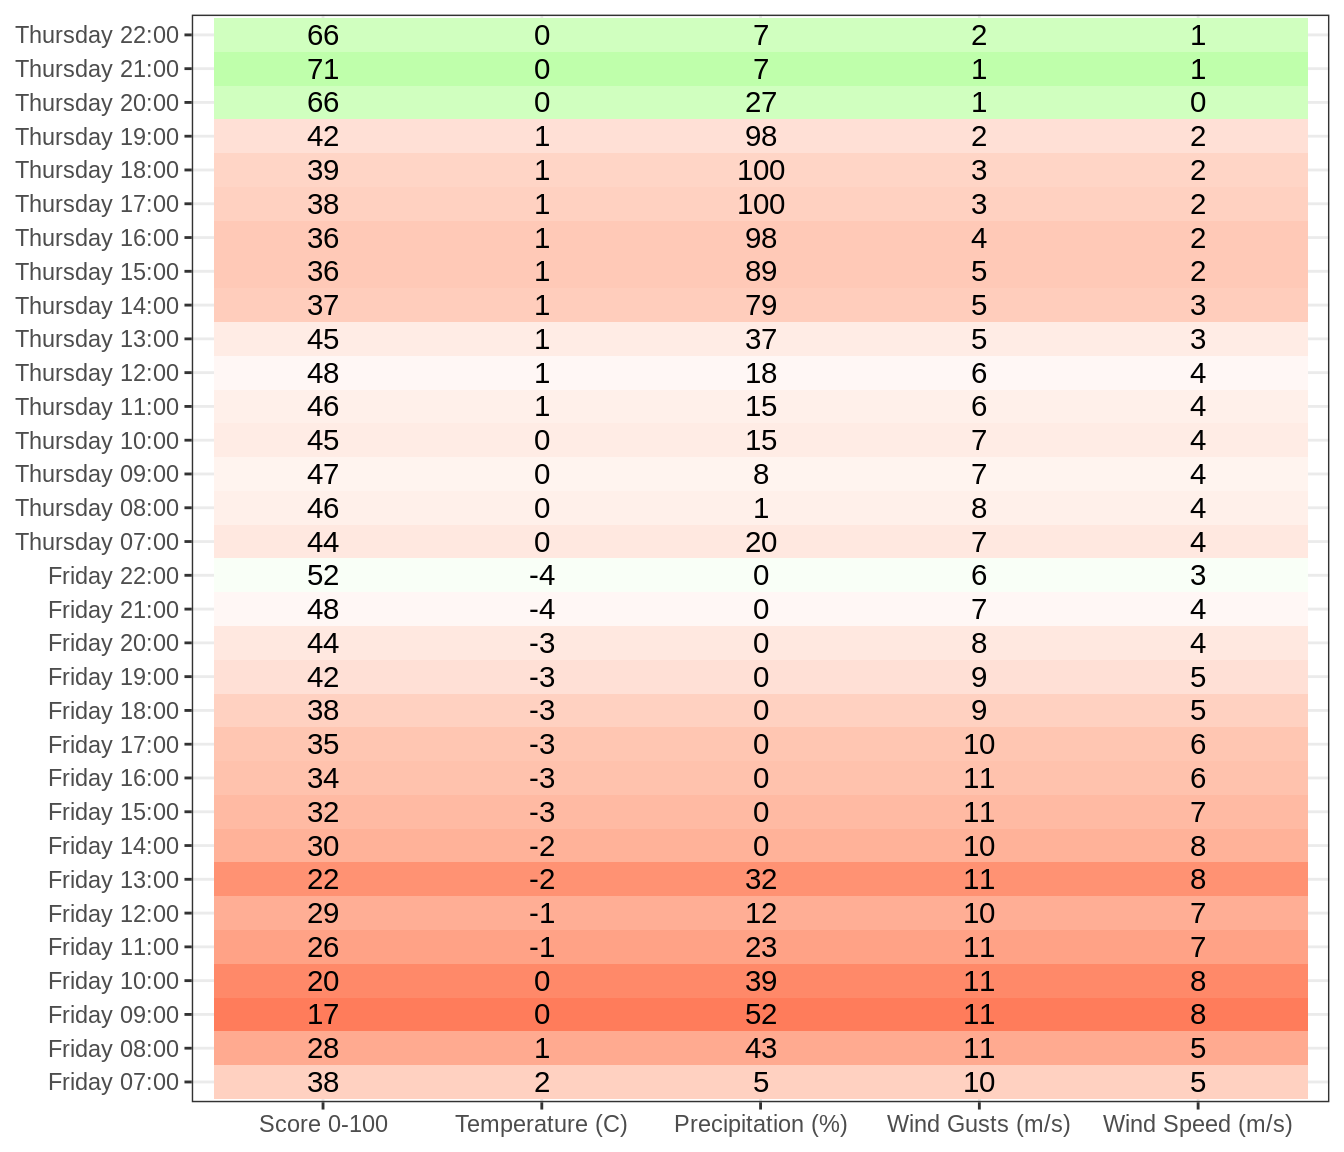 Thursday 22:00 66 0 7 2 1
Thursday 21:00 71 0 7 1 1
Thursday 20:00 66 0 27 1 0
Thursday 19:00 42 1 98 2 2
Thursday 18:00 39 1 100 3 2
Thursday 17:00 38 1 100 3 2
Thursday 16:00 36 1 98 4 2
Thursday 15:00 36 1 89 5 2
Thursday 14:00 37 1 79 5 3
Thursday 13:00 45 1 37 5 3
Thursday 12:00 48 1 18 6 4
Thursday 11:00 46 1 15 6 4
Thursday 10:00 45 0 15 7 4
Thursday 09:00 47 0 8 7 4
Thursday 08:00 46 0 1 8 4
Thursday 07:00 44 0 20 7 4
Friday 22:00 52 -4 0 6 3
Friday 21:00 48 -4 0 7 4
Friday 20:00 44 -3 0 8 4
Friday 19:00 42 -3 0 9 5
Friday 18:00 38 -3 0 9 5
Friday 17:00 35 -3 0 10 6
Friday 16:00 34 -3 0 11 6
Friday 15:00 32 -3 0 11 7
Friday 14:00 30 -2 0 10 8
Friday 13:00 22 -2 32 11 8
Friday 12:00 29 -1 12 10 7
Friday 11:00 26 -1 23 11 7
Friday 10:00 20 0 39 11 8
Friday 09:00 17 0 52 11 8
Friday 08:00 28 1 43 11 5
Friday 07:00 38 2 5 10 5
Score 0-100 Temperature (C) Precipitation (%) Wind Gusts (m/s) Wind Speed (m/s)